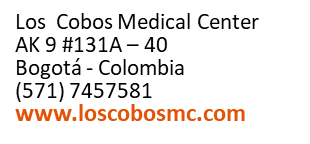 Los  Cobos Medical Center
AK 9 #131A – 40
Bogotá - Colombia
(571) 7457581
www.loscobosmc.com